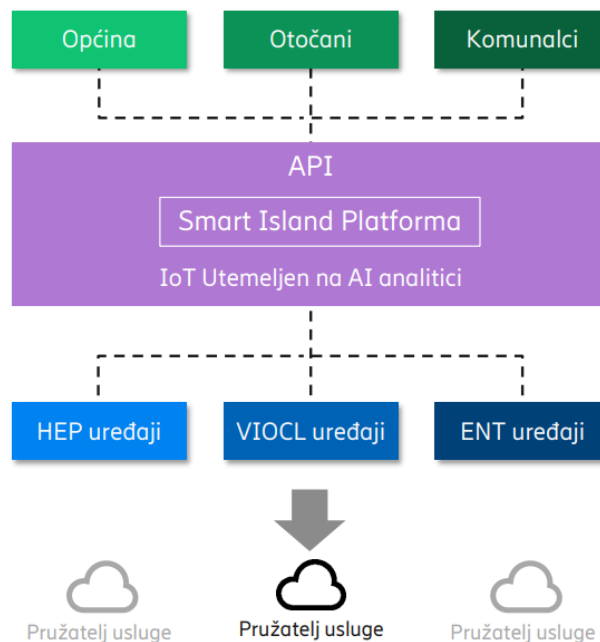 Općina
Otočani
Komunalci
API
Smart Island Platforma
IoT Utemeljen na AI analitici
HEP uređaji
VIOCL uređaji
ENT uređaji
Pružatelj usluge
Pružatelj usluge
Pružatelj usluge